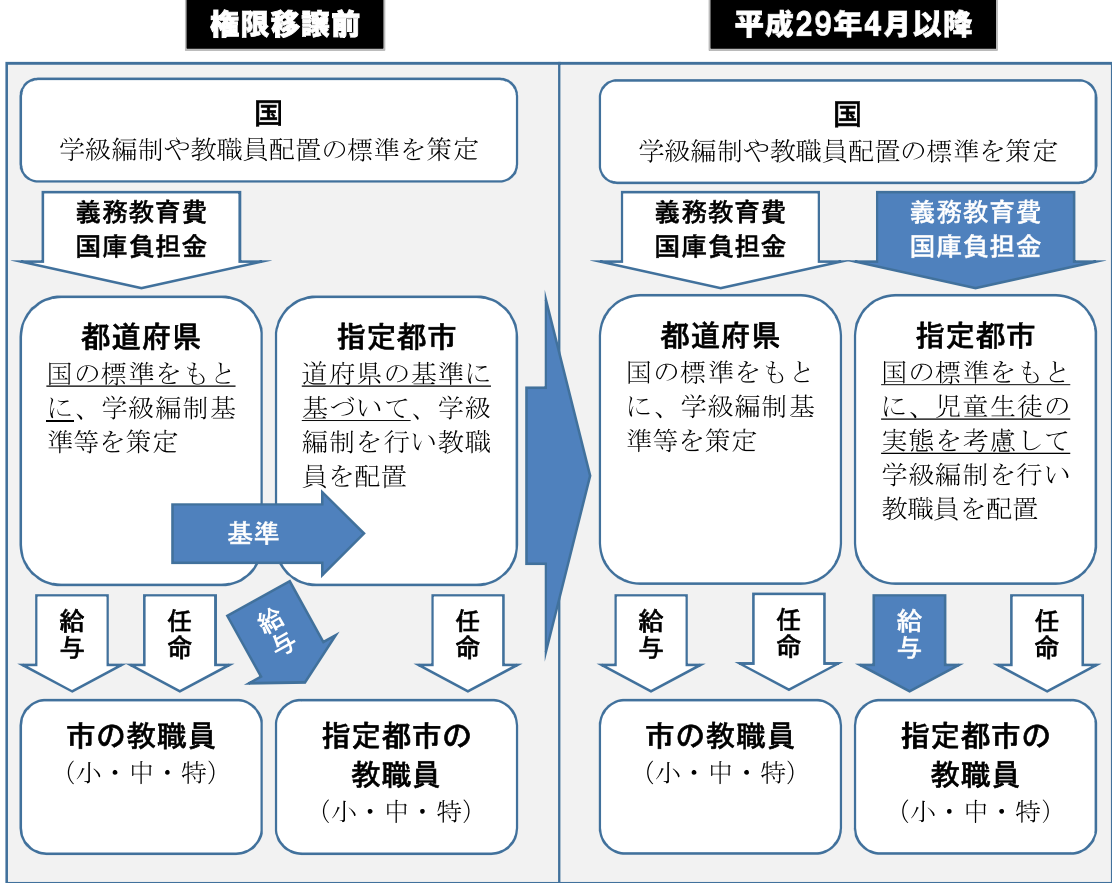 権限移譲前
国
学級編制や教職員配置の標準を策定
義務教育費
国庫負担金
都道府県
国の標準をもと
に、学級編制基
準等を策定
指定都市
道府県の基準に
基づいて、学級
編制を行い教職
員を配置
基準
給与
任命
給与
任命
市の教職員
（小・中・特）
指定都市の
教職員
（小・中・特）
平成29年4月以降
国
学級編制や教職員配置の標準を策定
義務教育費
国庫負担金
義務教育費
国庫負担金
都道府県
国の標準をもと
に、学級編制基
準等を策定
指定都市
国の標準をもと
に、児童生徒の
実態を考慮して
学級編制を行い
教職員を配置
給与
任命
給与
任命
市の教職員
（小・中・特）
指定都市の
教職員
（小・中・特）